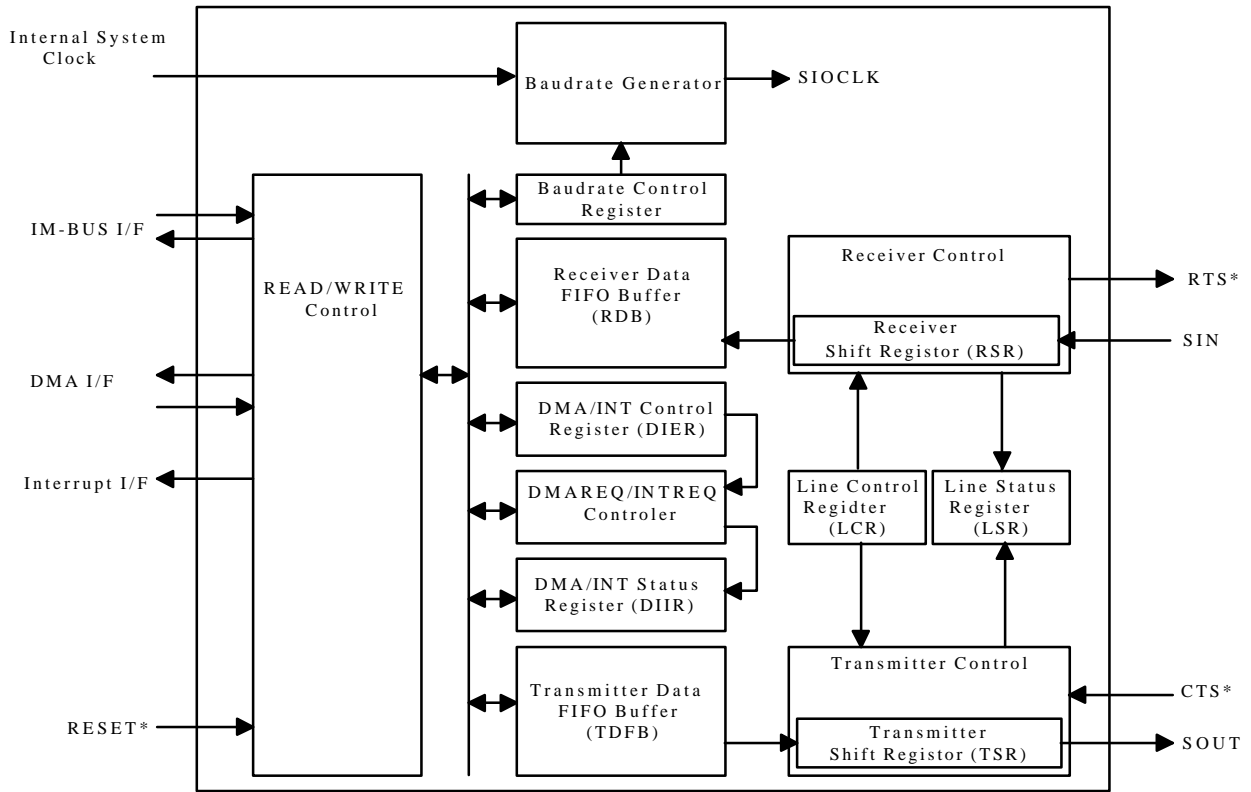 Internal System
Clock
Baudrate Generator
SIOCLK
Baudrate Control
Register
IM-BUS I/F
READ/WRITE
Control
Receiver Data
FIFO Buffer
(RDB)
Receiver Control
RTS*
Receiver
Shift Registor (RSR)
SIN
DMA I/F
DMA/INT Control
Register (DIER)
Interrupt I/F
DMAREQ/INTREQ
Controler
Line Control
Regidter
(LCR)
Line Status
Register
(LSR)
DMA/INT Status
Register (DIIR)
Transmitter Data
FIFO Buffer
(TDFB)
Transmitter Control
CTS*
RESET*
Transmitter
Shift Registor (TSR)
SOUT